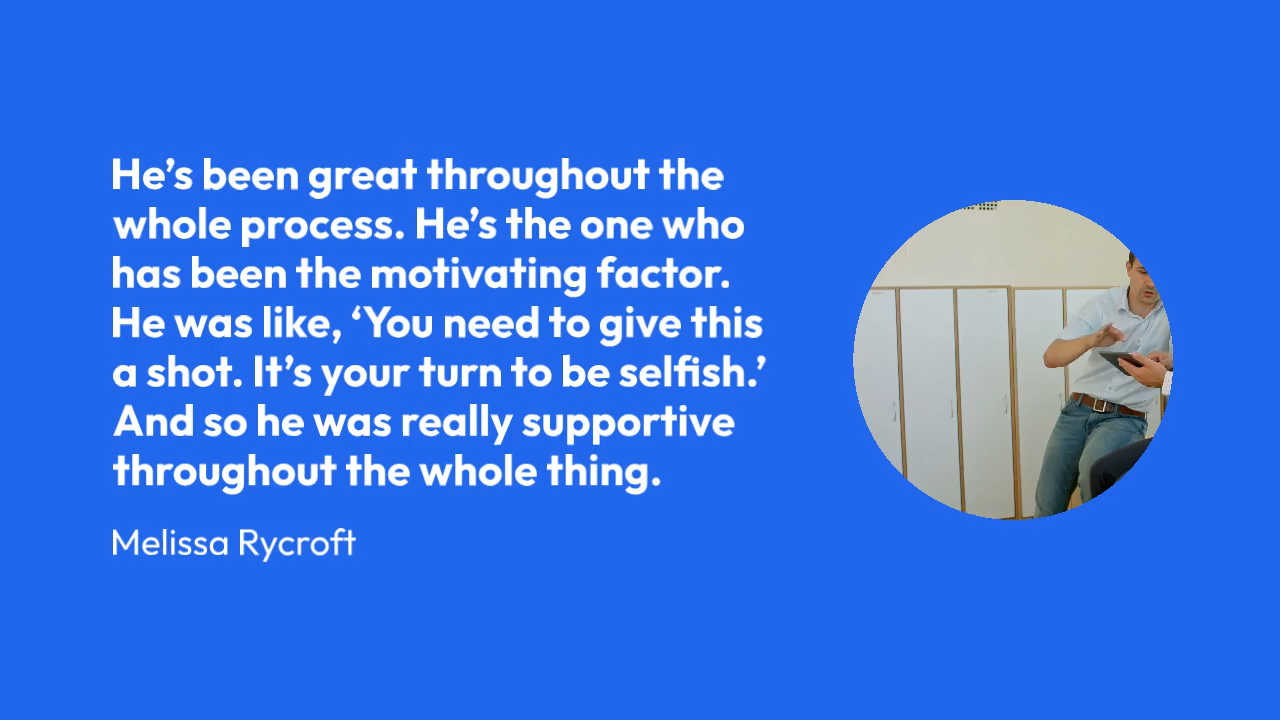 He’s been great throughout the
whole process. He’s the one who
has been the motivating factor.
He was like, ‘You need to give this
a shot. It’s your turn to be selfish.’
And so he was really supportive
throughout the whole thing.
Melissa Rycroft